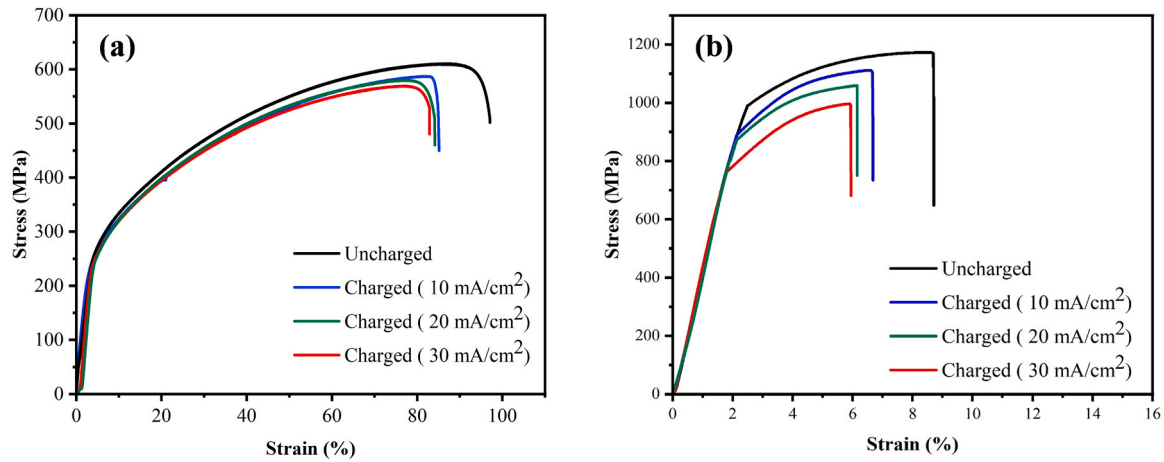 (a)
700
600
500
400
300
200
100
0
Stress (MPa)
Uncharged
Charged ( 10 mA/cm²)
Charged ( 20 mA/cm²)
Charged ( 30 mA/cm²)
0 20 40 60 80 100
Strain (%)
(b)
1200
1000
800
600
400
200
0
Stress (MPa)
Uncharged
Charged ( 10 mA/cm²)
Charged ( 20 mA/cm²)
Charged ( 30 mA/cm²)
0 2 4 6 8 10 12 14 16
Strain (%)